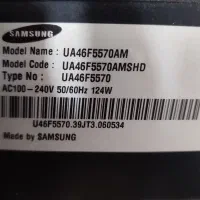 SAMSUNG
Model Name : UA46F5570AM
Model Code : UA46F5570AMSHD
Type No : UA46F5570
AC100-240V 50/60Hz 124W
U46F5570.39JT3.060534
Made by SAMSUNG